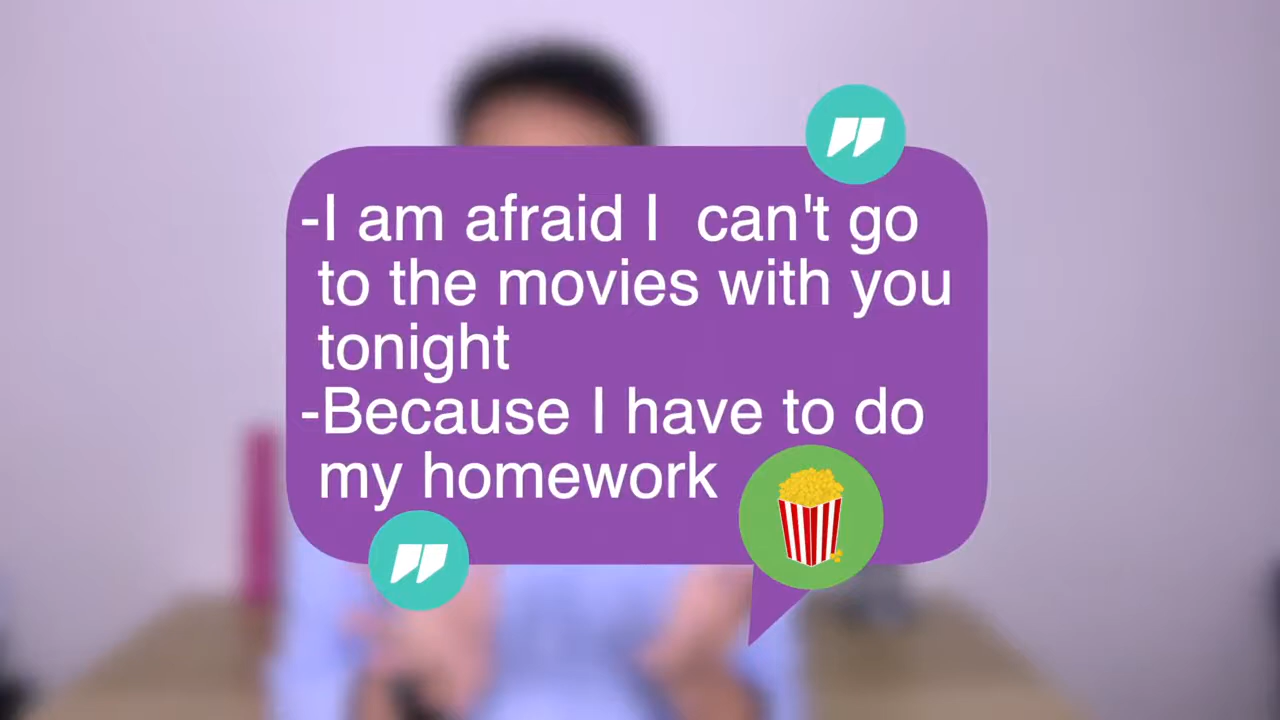 -I am afraid I  can't go
to the movies with you
tonight
-Because I have to do
my homework